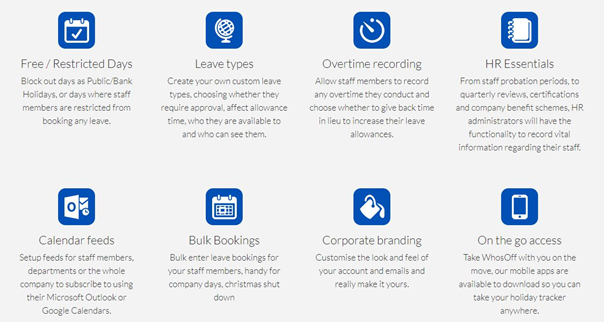 Free / Restricted Days
Block out days as Public/Bank
Holidays, or days where staff
members are restricted from
booking any leave.
Leave types
Create your own custom leave
types, choosing whether they
require approval, affect allowance
time, who they are available to
and who can see them.
Overtime recording
Allow staff members to record
any overtime they conduct and
choose whether to give back time
in lieu to increase their leave
allowances.
HR Essentials
From staff probation periods, to
quarterly reviews, certifications
and company benefit schemes, HR
administrators will have the
functionality to record vital
information regarding their staff.
Calendar feeds
Setup feeds for staff members,
departments or the whole
company to subscribe to using
their Microsoft Outlook or
Google Calendars.
Bulk Bookings
Bulk enter leave bookings for
your staff members, handy for
company days, christmas shut
down
Corporate branding
Customise the look and feel of
your account and emails and
really make it yours.
On the go access
Take WhosOff with you on the
move, our mobile apps are
available to download so you can
take your holiday tracker
anywhere.